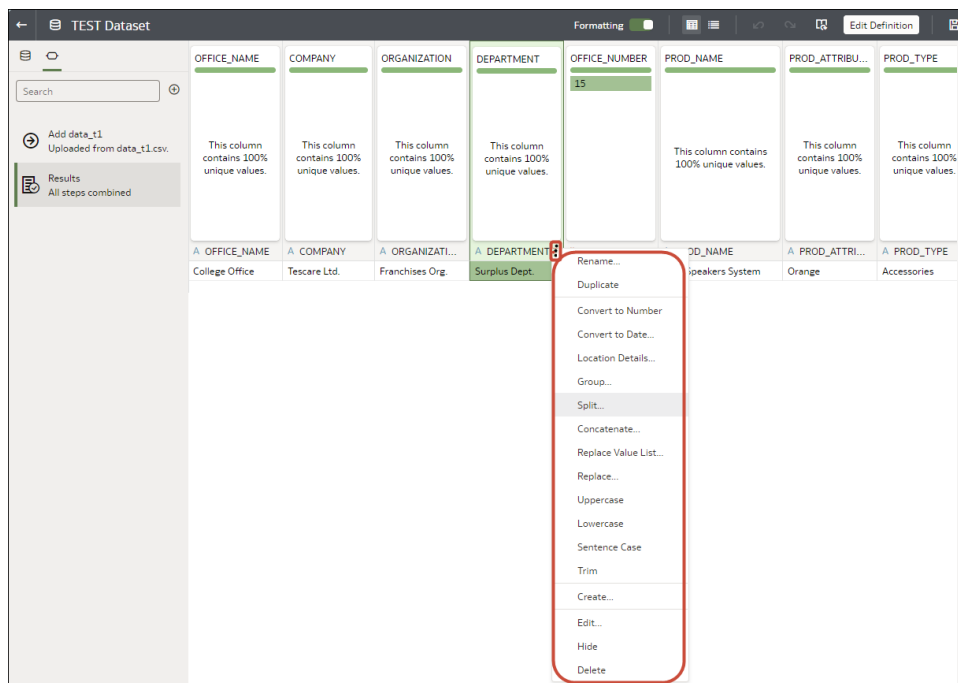 TEST Dataset
Formatting
Edit Definition
Search
Add data_t1
Uploaded from data_t1.csv.
Results
All steps combined
OFFICE_NAME
COMPANY
ORGANIZATION
DEPARTMENT
OFFICE_NUMBER
PROD_NAME
PROD_ATTRIBU...
PROD_TYPE
This column
contains 100%
unique values.
This column
contains 100%
unique values.
This column
contains 100%
unique values.
This column
contains 100%
unique values.
15
This column contains
100% unique values.
This column
contains 100%
unique values.
This column
contains 100%
unique values.
A OFFICE_NAME
A COMPANY
A ORGANIZATI...
A DEPARTMENT
OD_NAME
A PROD_ATTRI...
A PROD_TYPE
College Office
Tescare Ltd.
Franchises Org.
Surplus Dept.
Speakers System
Orange
Accessories
Rename...
Duplicate
Convert to Number
Convert to Date...
Location Details...
Group...
Split...
Concatenate...
Replace Value List...
Replace...
Uppercase
Lowercase
Sentence Case
Trim
Create...
Edit...
Hide
Delete